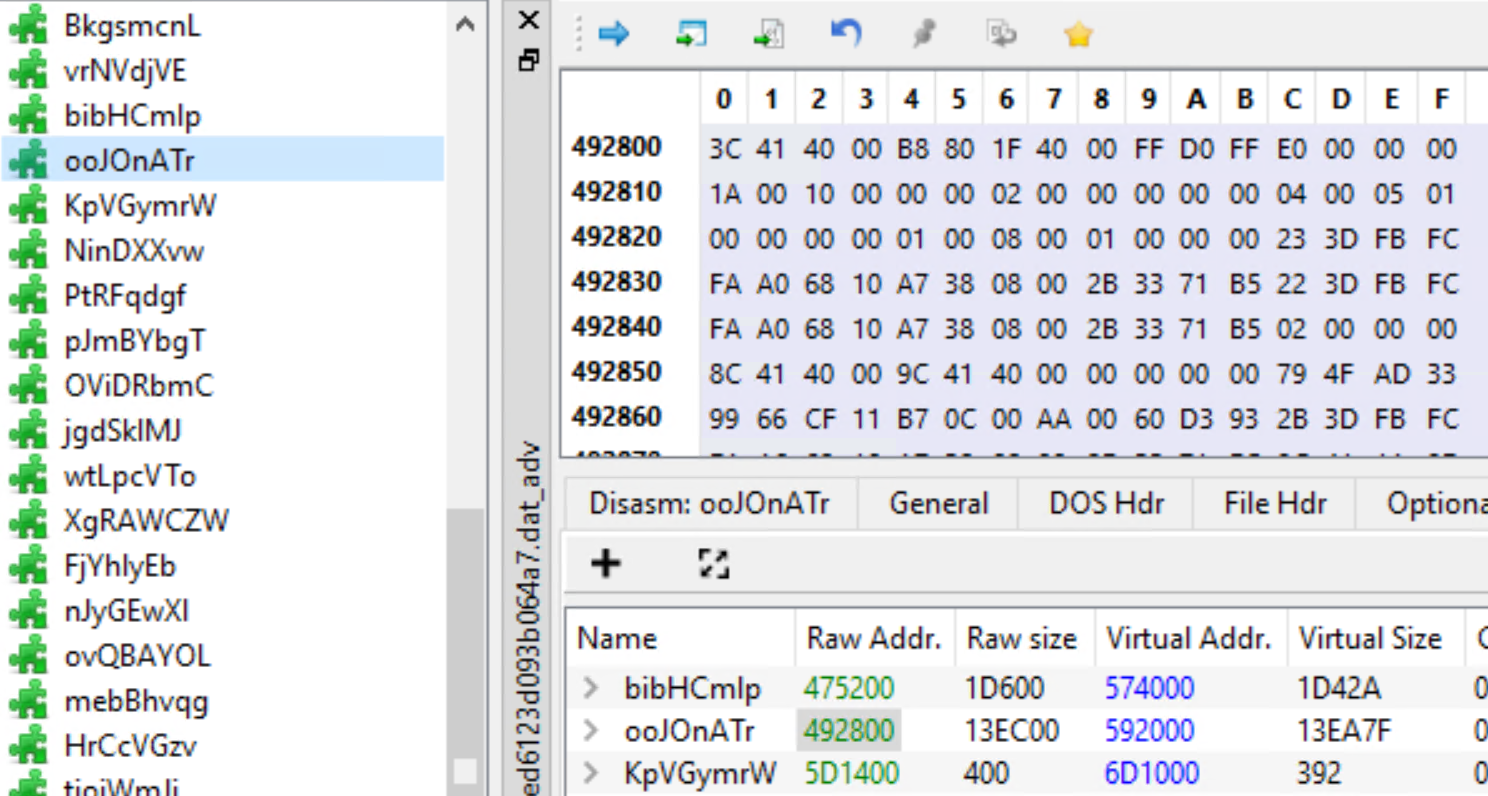 BkgsmcnL
vrNVdjVE
bibHCmIp
ooJOnATr
KpVGymrW
NinDXXvw
PtRFqdgf
pJmBYbgT
OViDRbmC
jgdSkIMJ
wtLpcVTo
XgRAWCZW
FjYhlyEb
nJyGEwXI
ovQBAYOL
mebBhvqg
HrCcVGzv
ed6123d093b064a7.dat_adv
0 1 2 3 4 5 6 7 8 9 A B C D E F
492800 3C 41 40 00 B8 80 1F 40 00 FF D0 FF E0 00 00 00
492810 1A 00 10 00 00 00 02 00 00 00 00 00 04 00 05 01
492820 00 00 00 00 01 00 08 00 01 00 00 00 23 3D FB FC
492830 FA A0 68 10 A7 38 08 00 2B 33 71 B5 22 3D FB FC
492840 FA A0 68 10 A7 38 08 00 2B 33 71 B5 02 00 00 00
492850 8C 41 40 00 9C 41 40 00 00 00 00 00 79 4F AD 33
492860 99 66 CF 11 B7 0C 00 AA 00 60 D3 93 2B 3D FB FC
Disasm: ooJOnATr General DOS Hdr File Hdr Optiona
Name Raw Addr. Raw size Virtual Addr. Virtual Size
bibHCmIp 475200 1D600 574000 1D42A 0
ooJOnATr 492800 13EC00 592000 13EA7F 0
KpVGymrW 5D1400 400 6D1000 392 0